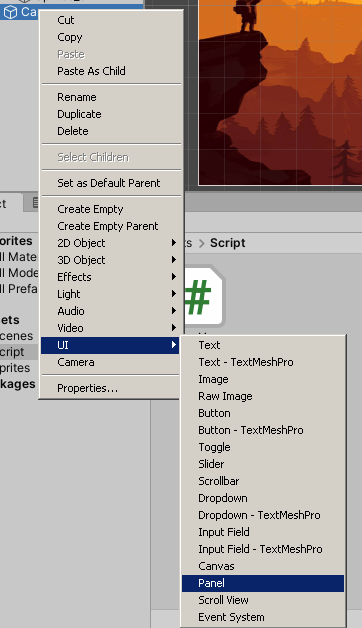 Ca
Cut
Copy
Paste
Paste As Child
Rename
Duplicate
Delete
Select Children
Set as Default Parent
Create Empty
Create Empty Parent
2D Object
3D Object
Effects
Light
Audio
Video
UI
Camera
Properties...
ct
orites
ll Mate
ll Mode
ll Prefa
ets
cenes
cript
prites
kages
ts > Script
#
Text
Text - TextMeshPro
Image
Raw Image
Button
Button - TextMeshPro
Toggle
Slider
Scrollbar
Dropdown
Dropdown - TextMeshPro
Input Field
Input Field - TextMeshPro
Canvas
Panel
Scroll View
Event System